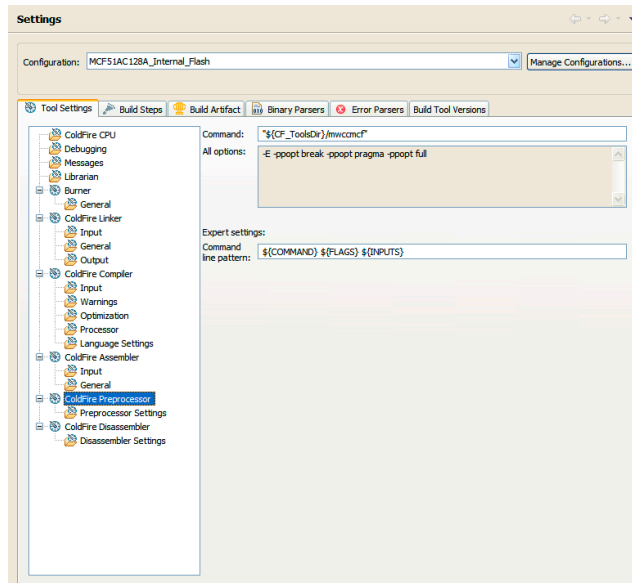 Settings
Configuration: MCF51AC128A_Internal_Flash Manage Configurations...
Tool Settings Build Steps Build Artifact Binary Parsers Error Parsers Build Tool Versions
ColdFire CPU
Debugging
Messages
Librarian
Burner
General
ColdFire Linker
Input
General
Output
ColdFire Compiler
Input
Warnings
Optimization
Processor
Language Settings
ColdFire Assembler
Input
General
ColdFire Preprocessor
Preprocessor Settings
ColdFire Disassembler
Disassembler Settings
Command: "${CF_ToolsDir}/mwccmcf"
All options: -E -ppopt break -ppopt pragma -ppopt full
Expert settings:
Command
line pattern: ${COMMAND} ${FLAGS} ${INPUTS}